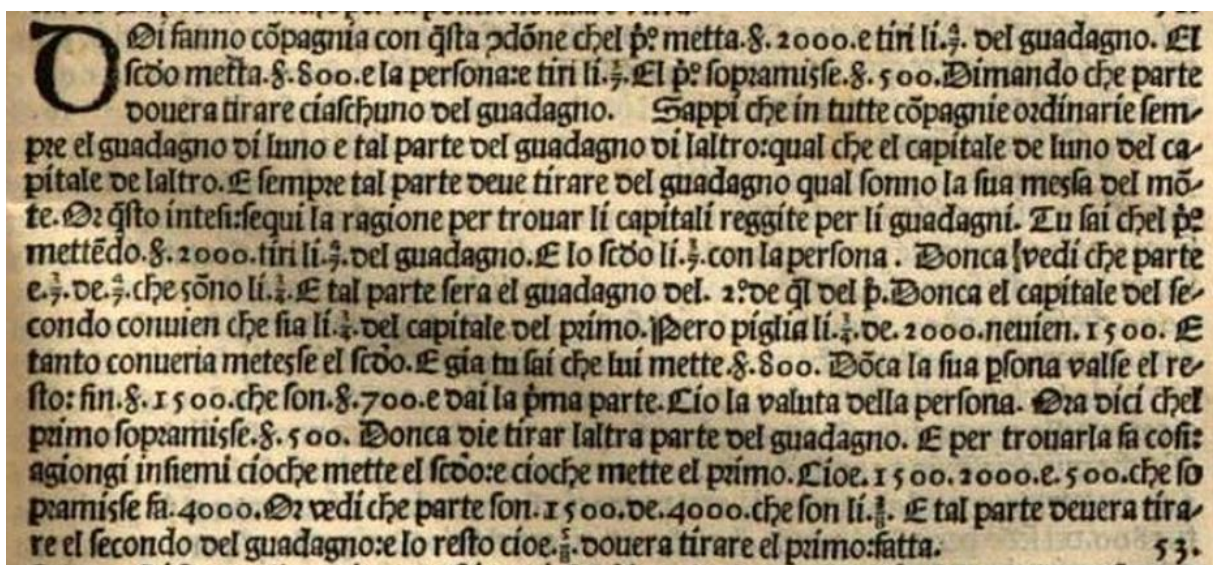 DOi fanno cõpagnia con q̃sta ↄdõne chel p̊º metta.§. 2000.e tiri li.4/7. del guadagno. El
scdo metta.§. 800.e la persona:e tiri li.3/7.El p̊º sopramisse.§. 500.Dimando che parte
douera tirare ciaschuno del guadagno. Sappi che in tutte cõpagnie ordinarie sem-
pre el guadagno di luno e tal parte del guadagno di laltro:qual che el capitale de luno del ca-
pitale de laltro.E sempre tal parte deue tirare del guadagno qual sonno la sua messa del mõ-
te.Or q̃sto intesi:sequi la ragione per trouar li capitali reggite per li guadagni. Tu sai chel p̊º
mettẽdo.§. 2000.tiri li.4/7.del guadagno.E lo scdo li.3/7.con la persona. Donca vedi che parte
e.3/7.de.4/7.che sõno li.3/4.E tal parte sera el guadagno del. 2º.de q̃l del p̊.Donca el capitale del se-
condo conuien che sia li.3/4.del capitale del primo.Pero piglia li.3/4.de. 2000.neuien. 1500. E
tanto conueria metesse el scdo.E gia tu sai che lui mette.§.800. Dõca la sua psona valse el re-
sto: fin.§.1500.che son.§.700.e dai la p̊ma parte.Cio la valuta della persona. Ora dici chel
primo sopramisse.§.500. Donca die tirar laltra parte del guadagno. E per trouarla fa cosi:
agiongi insiemi cioche mette el scdo:e cioche mette el primo.Cioe.1500.2000.e.500.che so
pramisse fa.4000.Or vedi che parte son.1500.de.4000.che son li.3/8. E tal parte deuera tira-
re el secondo del guadagno:e lo resto cioe.5/8.douera tirare el primo:fatta. 53.